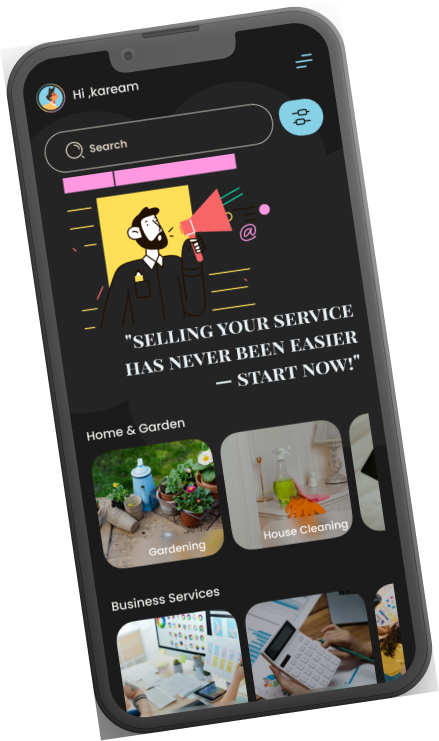 Hi ,kaream
Search
@
"SELLING YOUR SERVICE
HAS NEVER BEEN EASIER
— START NOW!"
Home & Garden
Gardening
House Cleaning
Business Services